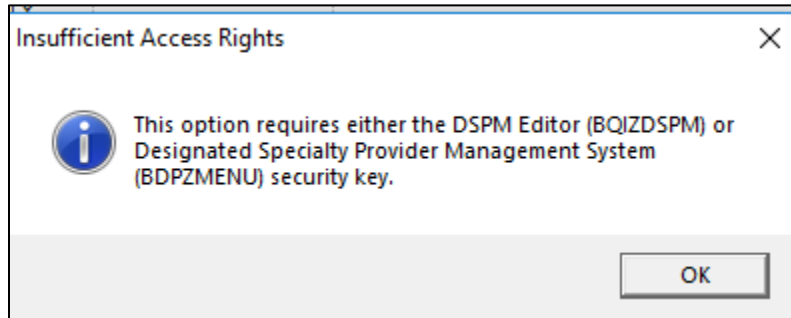 Insufficient Access Rights
This option requires either the DSPM Editor (BQIZDSPM) or
Designated Specialty Provider Management System
(BDPZMENU) security key.
OK